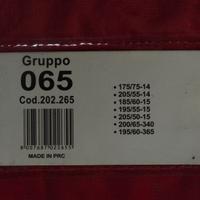 Gruppo
065
Cod.202.265
• 175/75-14
• 205/55-14
• 185/60-15
• 195/55-15
• 205/50-15
• 200/65-340
• 195/60-365
MADE IN PRC